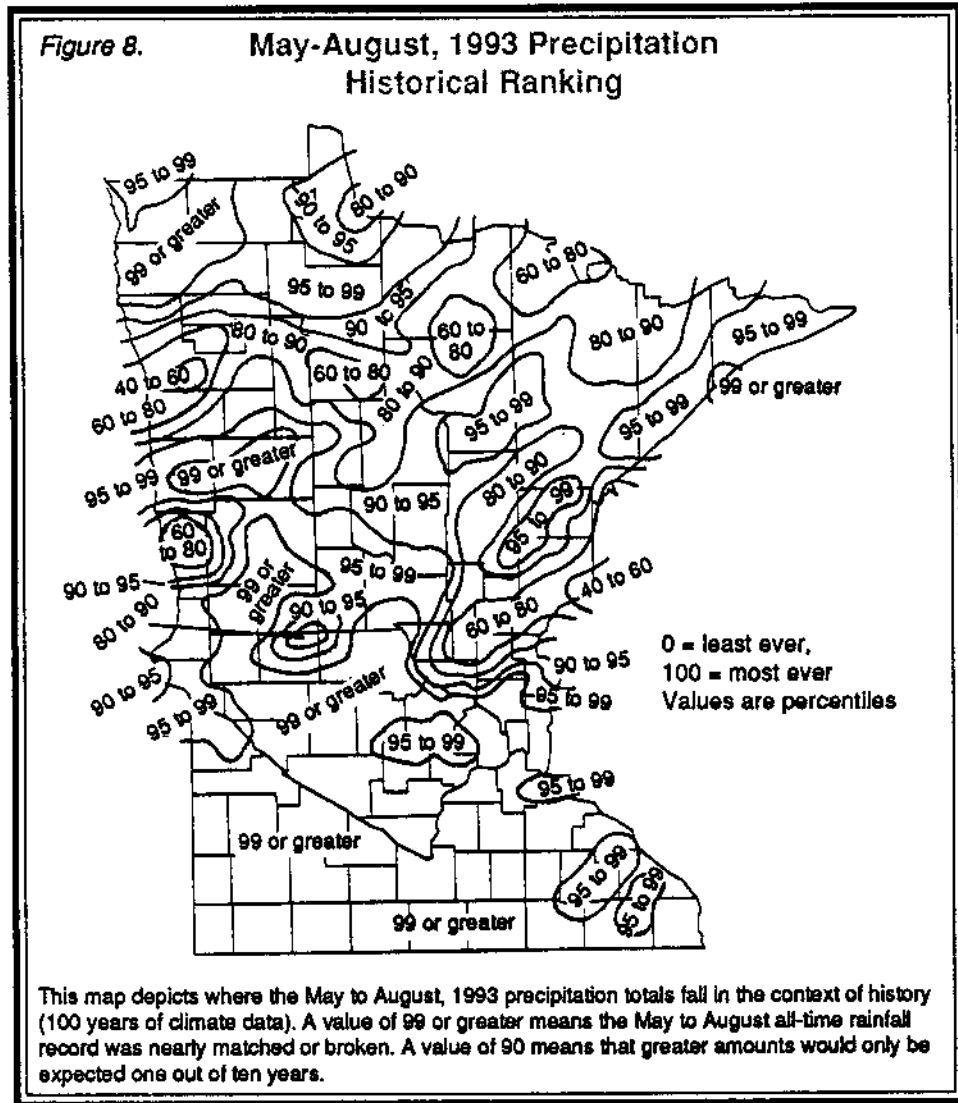 Figure 8.
May-August, 1993 Precipitation
Historical Ranking
95 to 99
99 or greater
90 to 95
80 to 90
95 to 99
90 to 95
60 to 80
80 to 90
95 to 99
80 to 90
60 to 80
60 to 80
40 to 60
60 to 80
80 to 90
99 or greater
95 to 99
95 to 99
95 to 99
99 or greater
80 to 90
90 to 95
95 to 99
60 to 80
90 to 95
99 or greater
95 to 99
40 to 60
80 to 90
90 to 95
60 to 80
0 = least ever,
100 = most ever
Values are percentiles
90 to 95
95 to 99
90 to 95
95 to 99
99 or greater
95 to 99
95 to 99
99 or greater
95 to 99
95 to 99
99 or greater
This map depicts where the May to August, 1993 precipitation totals fall in the context of history
(100 years of climate data). A value of 99 or greater means the May to August all-time rainfall
record was nearly matched or broken. A value of 90 means that greater amounts would only be
expected one out of ten years.